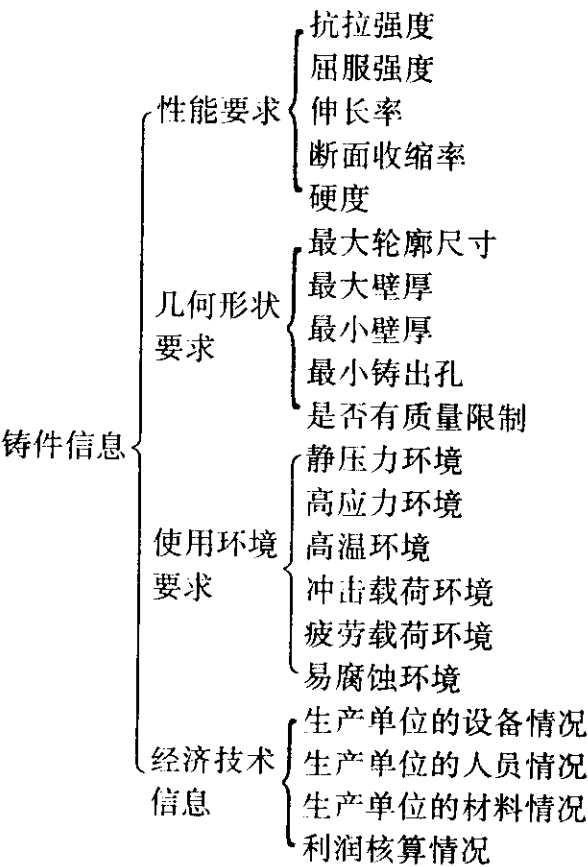 抗拉强度
屈服强度
性能要求
伸长率
断面收缩率
硬度
最大轮廓尺寸
最大壁厚
几何形状
要求
最小壁厚
最小铸出孔
是否有质量限制
铸件信息
静压力环境
高应力环境
使用环境
要求
高温环境
冲击载荷环境
疲劳载荷环境
易腐蚀环境
生产单位的设备情况
经济技术
信息
生产单位的人员情况
生产单位的材料情况
利润核算情况